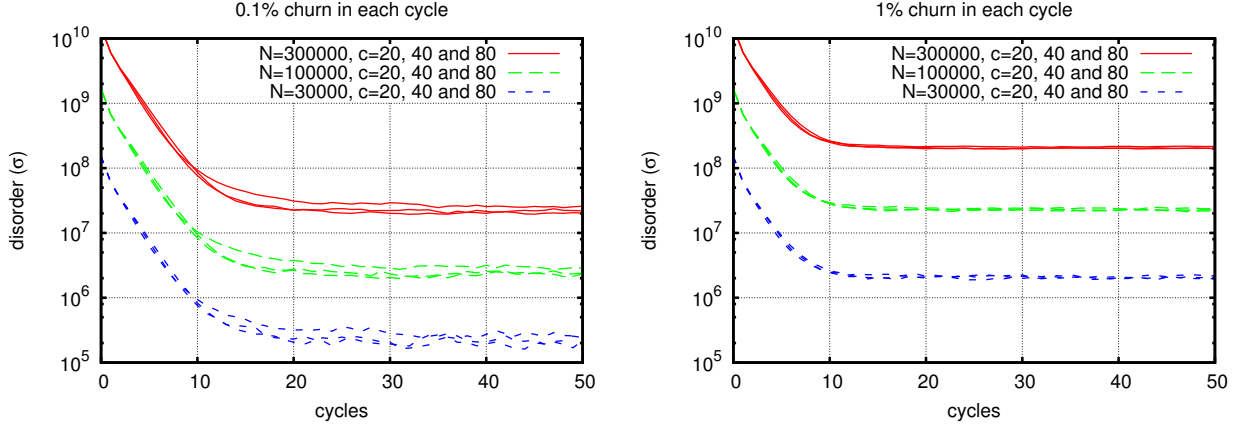 0.1% churn in each cycle
10^10
10^9
10^8
10^7
10^6
10^5
disorder (σ)
N=300000, c=20, 40 and 80
N=100000, c=20, 40 and 80
N=30000, c=20, 40 and 80
0 10 20 30 40 50
cycles
1% churn in each cycle
10^10
10^9
10^8
10^7
10^6
10^5
disorder (σ)
N=300000, c=20, 40 and 80
N=100000, c=20, 40 and 80
N=30000, c=20, 40 and 80
0 10 20 30 40 50
cycles